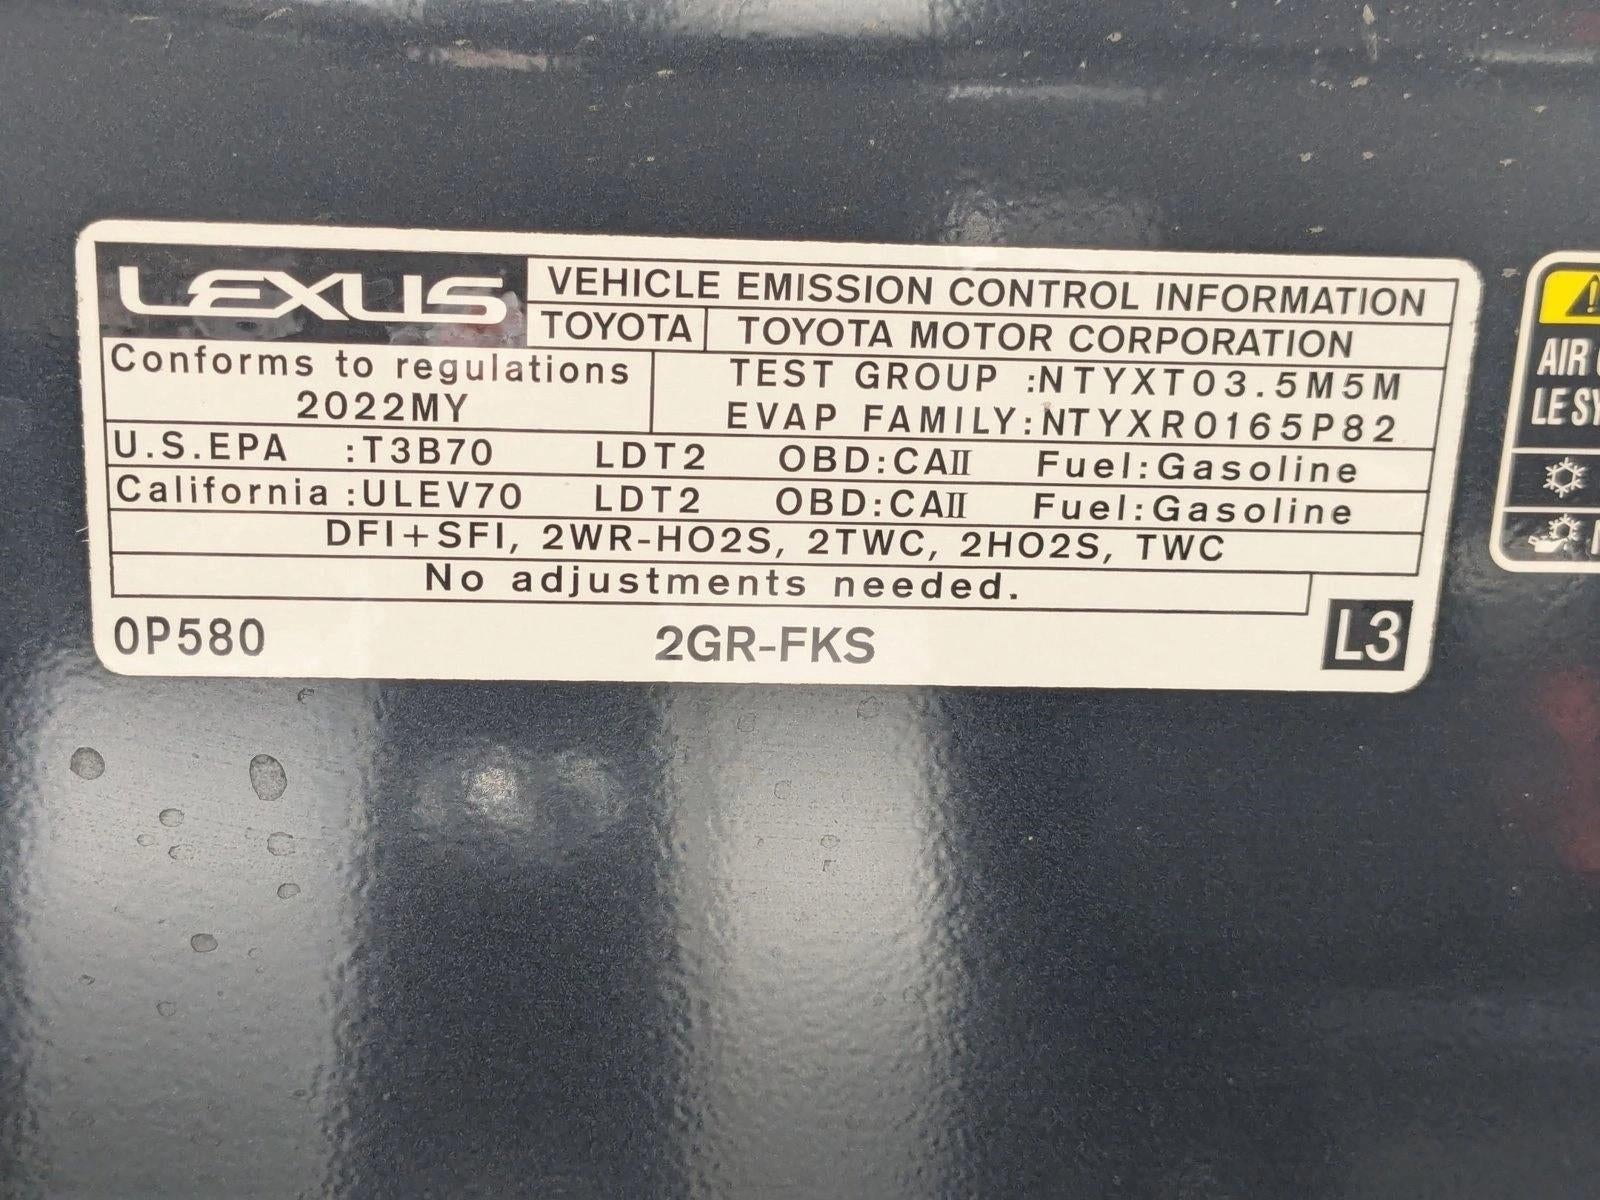 LEXUS
VEHICLE EMISSION CONTROL INFORMATION
TOYOTA TOYOTA MOTOR CORPORATION
Conforms to regulations
2022MY
TEST GROUP :NTYXT03.5M5M
EVAP FAMILY:NTYXR0165P82
U.S.EPA :T3B70 LDT2 OBD:CAII Fuel:Gasoline
California :ULEV70 LDT2 OBD:CAII Fuel:Gasoline
DFI+SFI, 2WR-HO2S, 2TWC, 2HO2S, TWC
No adjustments needed.
0P580 2GR-FKS L3
AIR
LE